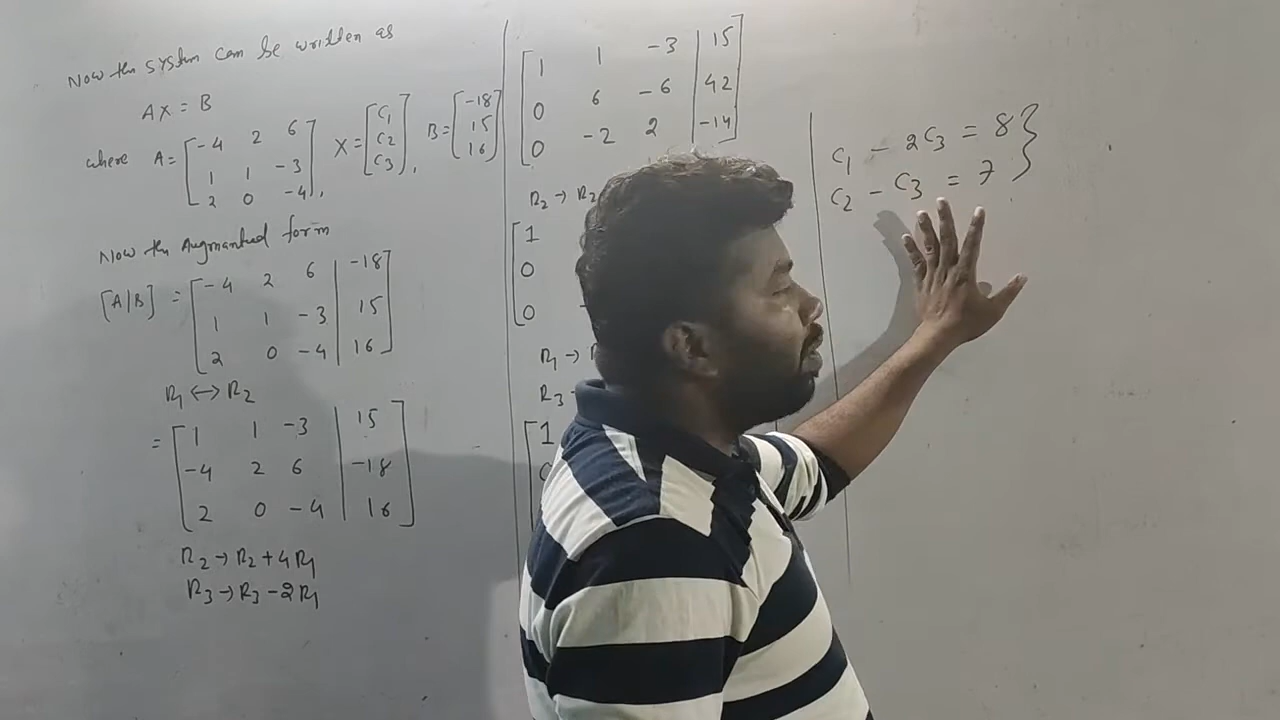 Now the system can be written as
AX = B
where A = [-4 2 6
1 1 -3
2 0 -4], X = [C1
C2
C3], B = [-18
15
16]
Now the Augmanted form
[A|B] = [-4 2 6 | -18
1 1 -3 | 15
2 0 -4 | 16]
R1 ↔ R2
= [1 1 -3 | 15
-4 2 6 | -18
2 0 -4 | 16]
R2 → R2 + 4R1
R3 → R3 - 2R1
[1 1 -3 | 15
0 6 -6 | 42
0 -2 2 | -14]
R2 → R2
[1
0
0
R1 →
R3
[1
C1 - 2C3 = 8}
C2 - C3 = 7